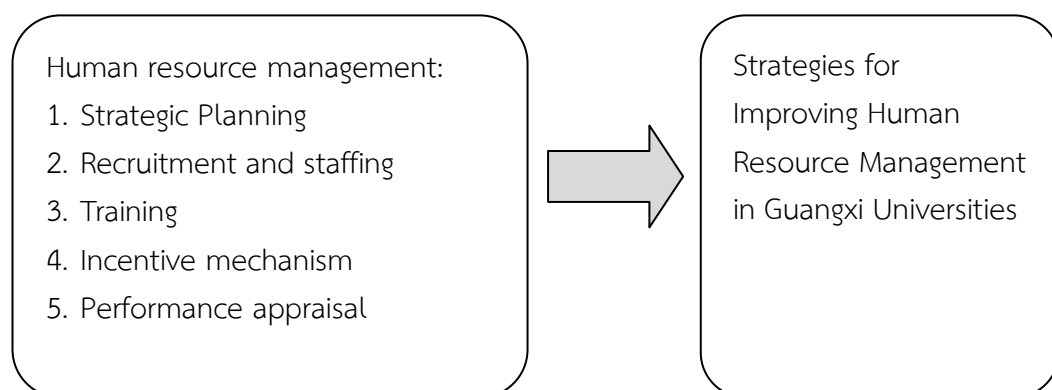 Human resource management:
1. Strategic Planning
2. Recruitment and staffing
3. Training
4. Incentive mechanism
5. Performance appraisal
Strategies for
Improving Human
Resource Management
in Guangxi Universities